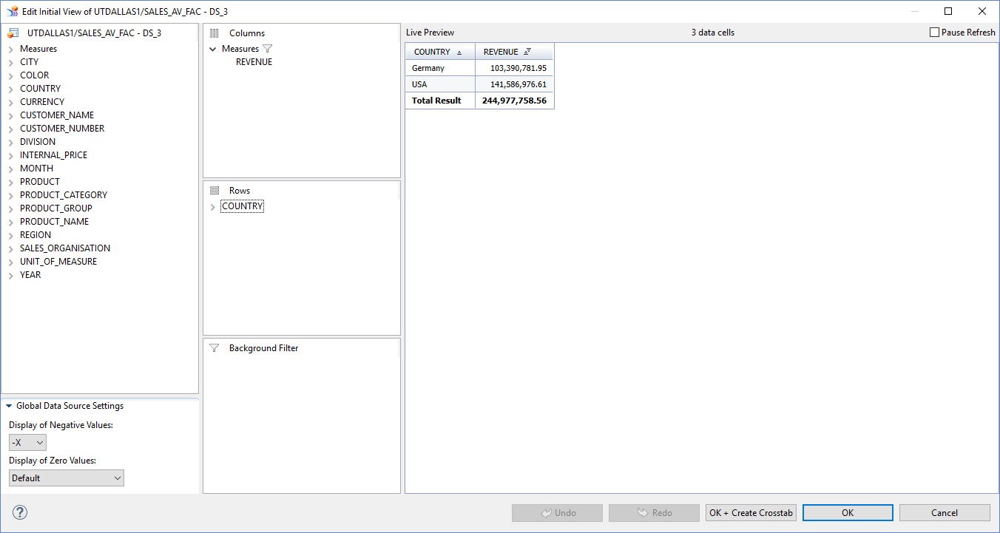 Edit Initial View of UTDALLAS1/SALES_AV_FAC - DS_3
UTDALLAS1/SALES_AV_FAC - DS_3
Measures
CITY
COLOR
COUNTRY
CURRENCY
CUSTOMER_NAME
CUSTOMER_NUMBER
DIVISION
INTERNAL_PRICE
MONTH
PRODUCT
PRODUCT_CATEGORY
PRODUCT_GROUP
PRODUCT_NAME
REGION
SALES_ORGANISATION
UNIT_OF_MEASURE
YEAR
Global Data Source Settings
Display of Negative Values:
-X
Display of Zero Values:
Default
Columns
Measures
REVENUE
Rows
COUNTRY
Background Filter
Live Preview 3 data cells Pause Refresh
COUNTRY REVENUE
Germany 103,390,781.95
USA 141,586,976.61
Total Result 244,977,758.56
? Undo Redo OK + Create Crosstab OK Cancel